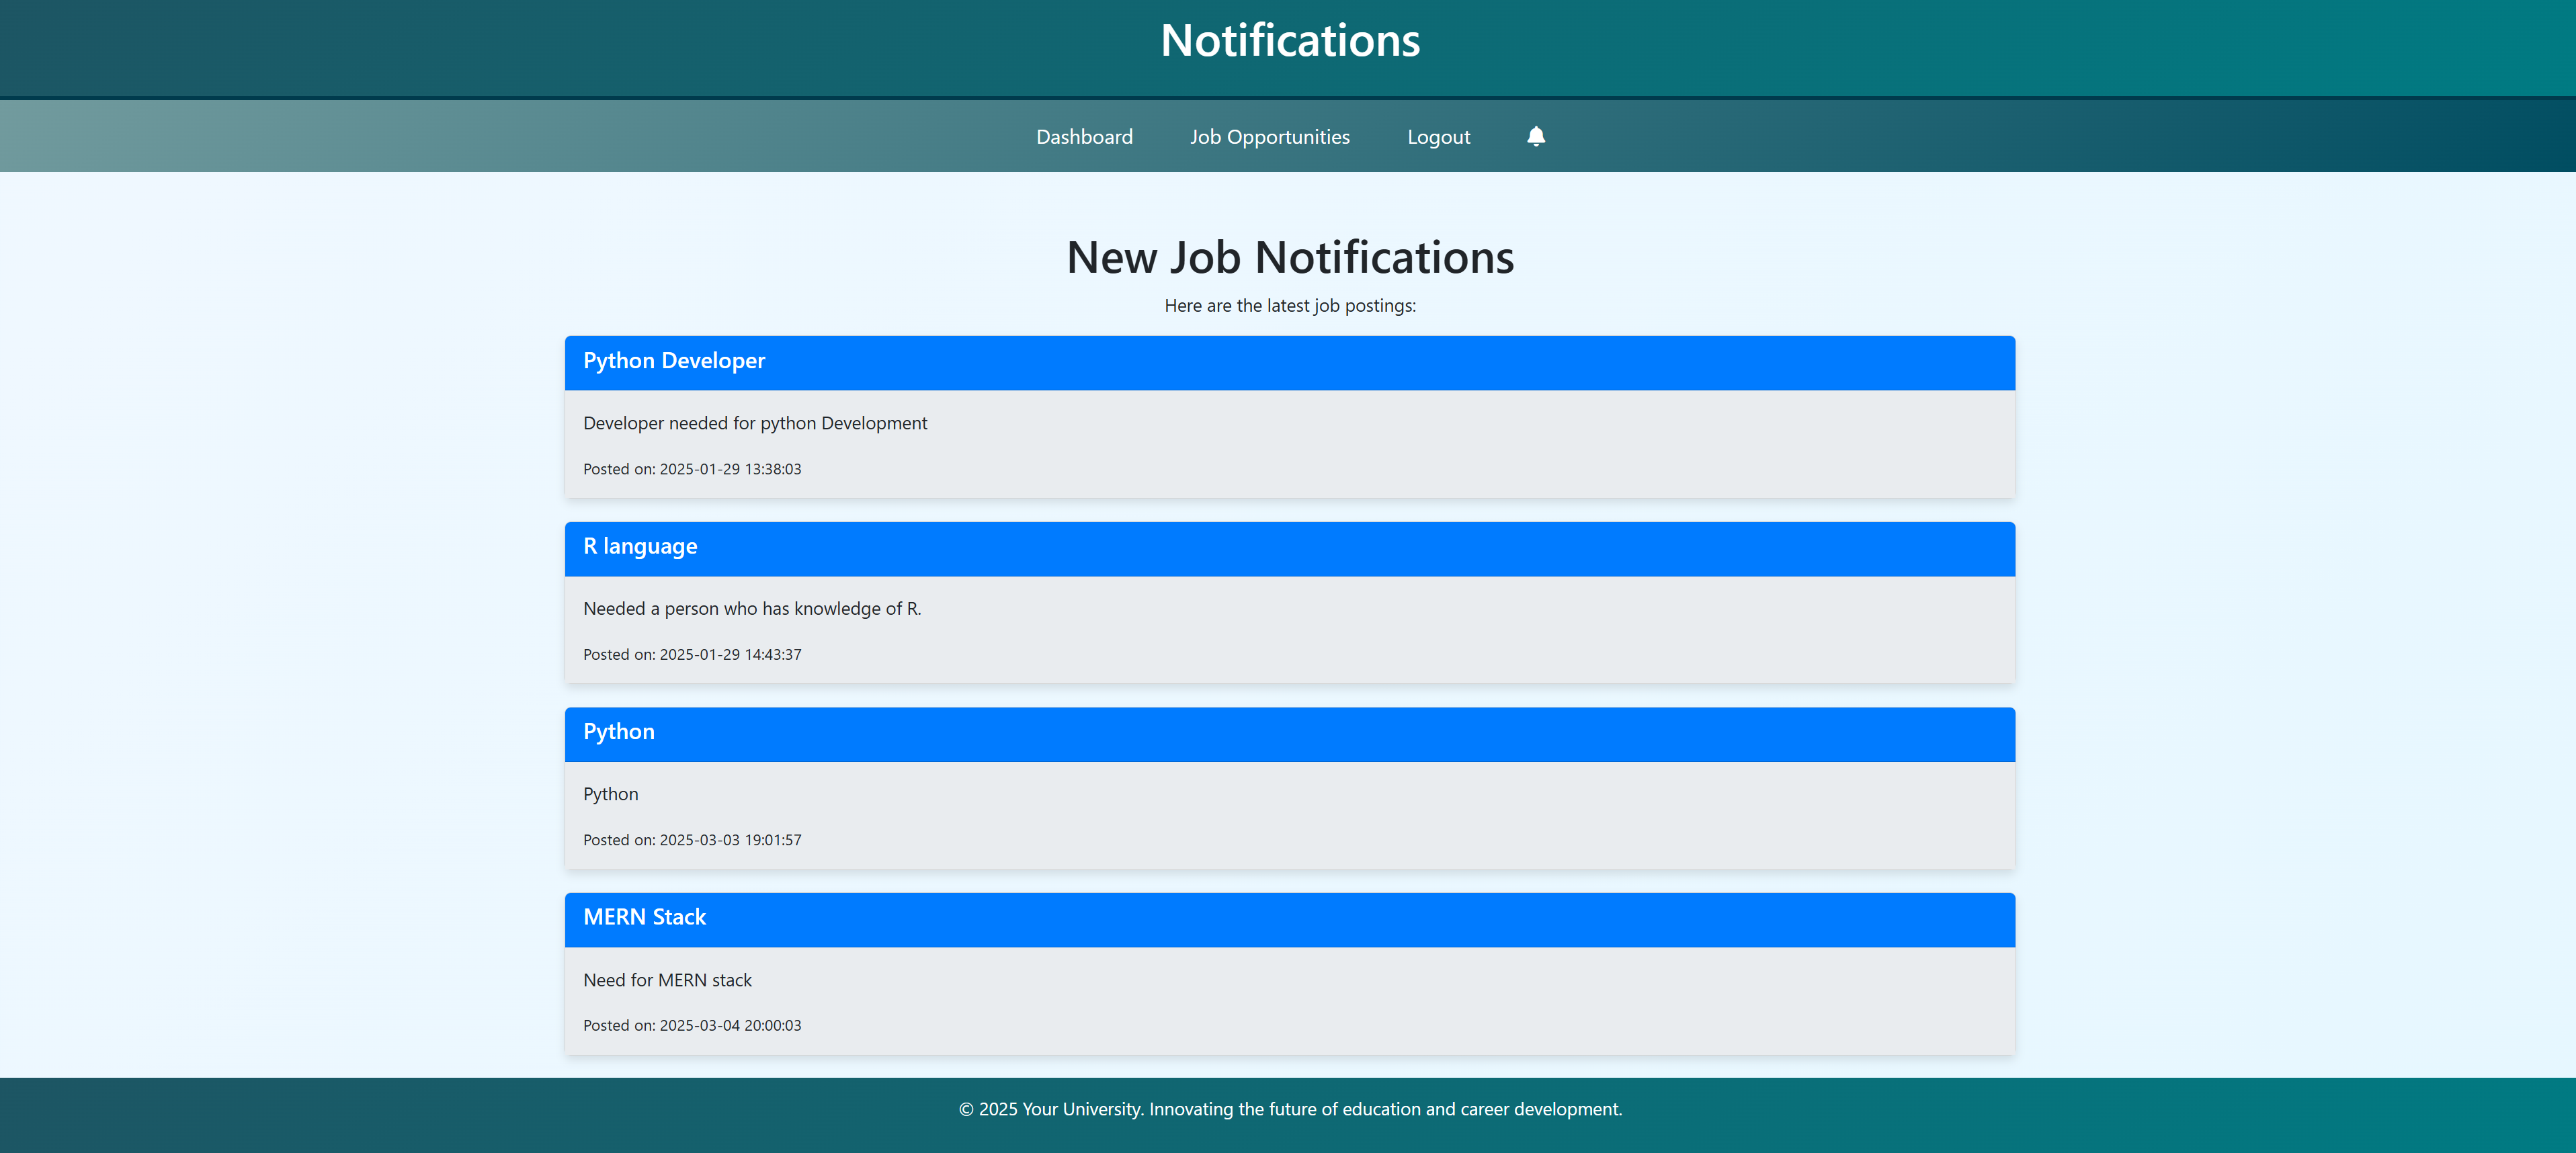 Notifications
Dashboard Job Opportunities Logout
New Job Notifications
Here are the latest job postings:
Python Developer
Developer needed for python Development
Posted on: 2025-01-29 13:38:03
R language
Needed a person who has knowledge of R.
Posted on: 2025-01-29 14:43:37
Python
Python
Posted on: 2025-03-03 19:01:57
MERN Stack
Need for MERN stack
Posted on: 2025-03-04 20:00:03
© 2025 Your University. Innovating the future of education and career development.